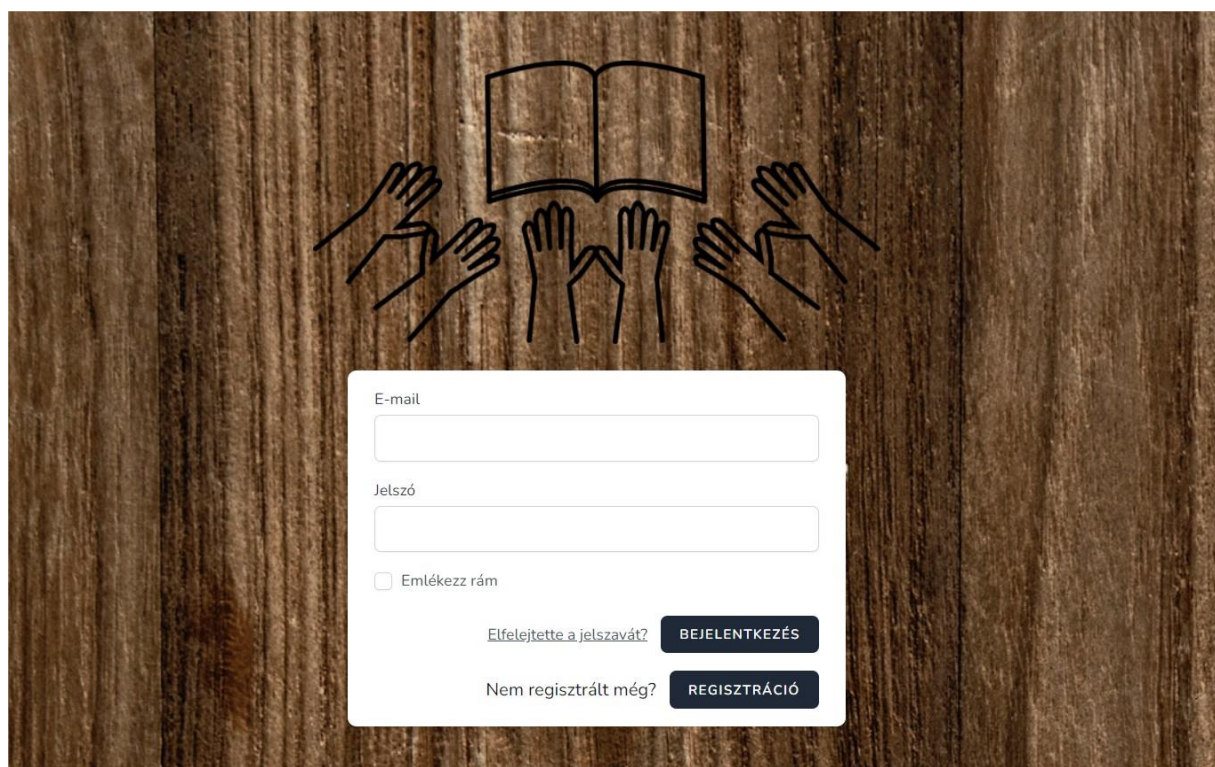 E-mail
Jelszó
Emlékezz rám
Elfelejtette a jelszavát? BEJELENTKEZÉS
Nem regisztrált még? REGISZTRÁCIÓ